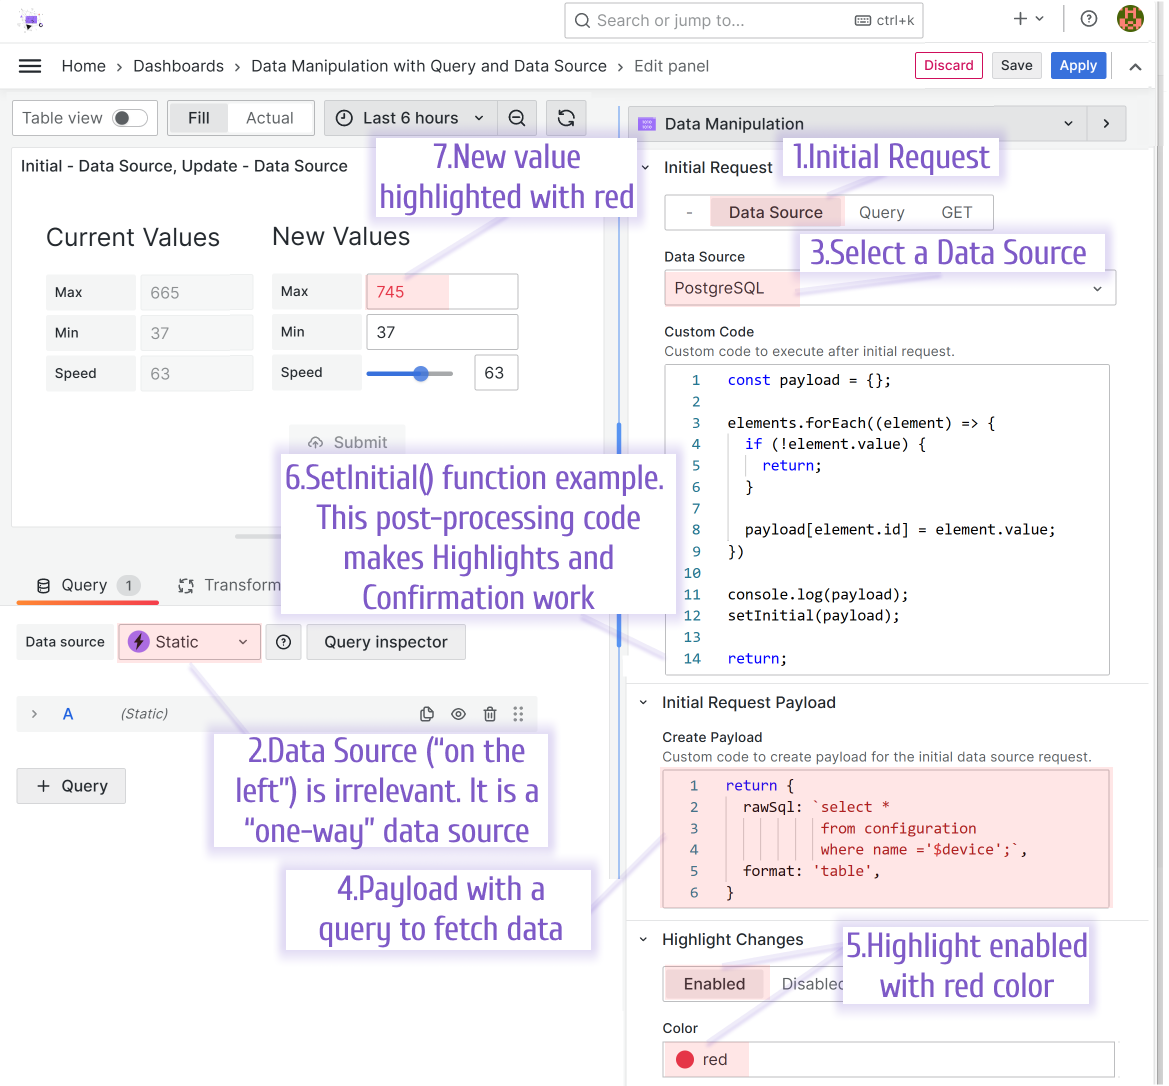 Search or jump to...
ctrl+k
Home › Dashboards › Data Manipulation with Query and Data Source › Edit panel
Discard
Save
Apply
Table view
Fill
Actual
Last 6 hours
Initial - Data Source, Update - Data Source
7.New value
highlighted with red
Current Values
New Values
Max
665
Max
745
Min
37
Min
37
Speed
63
Speed
63
Submit
6.SetInitial() function example.
This post-processing code
makes Highlights and
Confirmation work
Query
1
Transform
Data source
Static
Query inspector
A
(Static)
2.Data Source (“on the
left”) is irrelevant. It is a
“one-way” data source
+ Query
4.Payload with a
query to fetch data
Data Manipulation
Initial Request
1.Initial Request
-
Data Source
Query
GET
Data Source
3.Select a Data Source
PostgreSQL
Custom Code
Custom code to execute after initial request.
1 const payload = {};
2
3 elements.forEach((element) => {
4 if (!element.value) {
5 return;
6 }
7
8 payload[element.id] = element.value;
9 })
10
11 console.log(payload);
12 setInitial(payload);
13
14 return;
Initial Request Payload
Create Payload
Custom code to create payload for the initial data source request.
1 return {
2 rawSql: `select *
3 from configuration
4 where name ='$device';`,
5 format: 'table',
6 }
Highlight Changes
5.Highlight enabled
with red color
Enabled
Disabled
Color
red